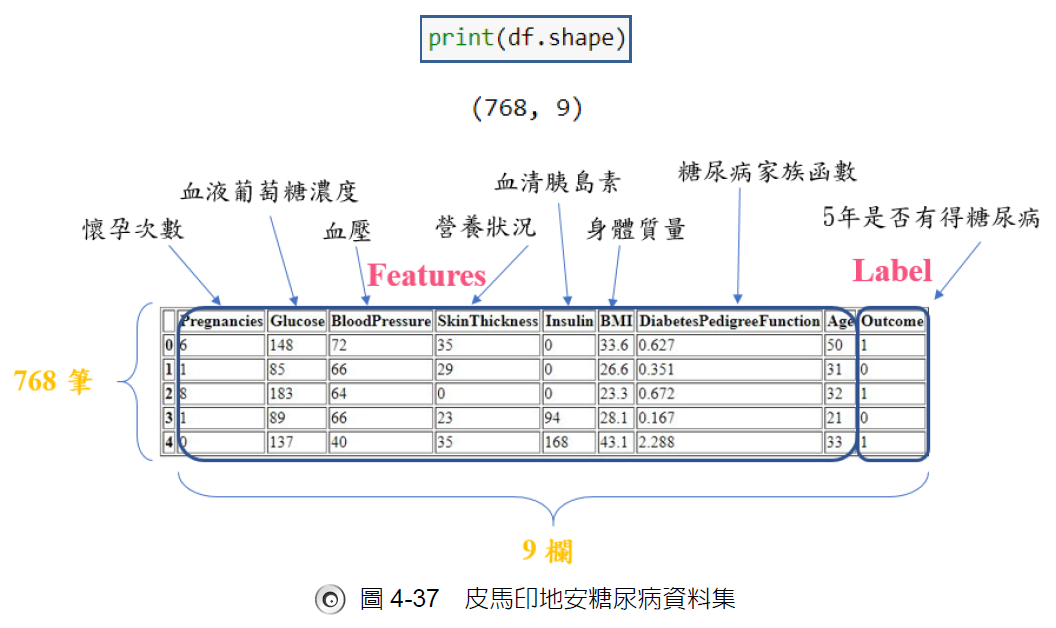 print(df.shape)
(768, 9)
血液葡萄糖濃度 血清胰島素 糖尿病家族函數
懷孕次數 血壓 營養狀況 身體質量 5年是否有得糖尿病
Features Label
Pregnancies Glucose BloodPressure SkinThickness Insulin BMI DiabetesPedigreeFunction Age Outcome
0 6 148 72 35 0 33.6 0.627 50 1
1 1 85 66 29 0 26.6 0.351 31 0
2 8 183 64 0 0 23.3 0.672 32 1
3 1 89 66 23 94 28.1 0.167 21 0
4 0 137 40 35 168 43.1 2.288 33 1
768 筆
9 欄
圖 4-37 皮馬印地安糖尿病資料集